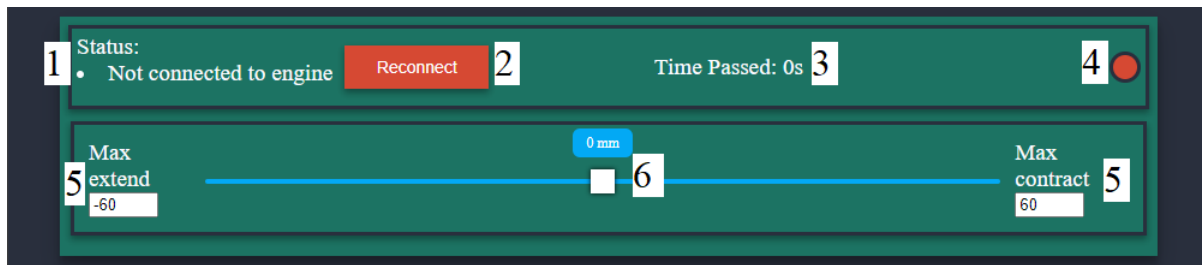 1
Status:
• Not connected to engine
Reconnect
2
Time Passed: 0s
3
4
5
Max
extend
-60
0 mm
6
Max
contract
60
5